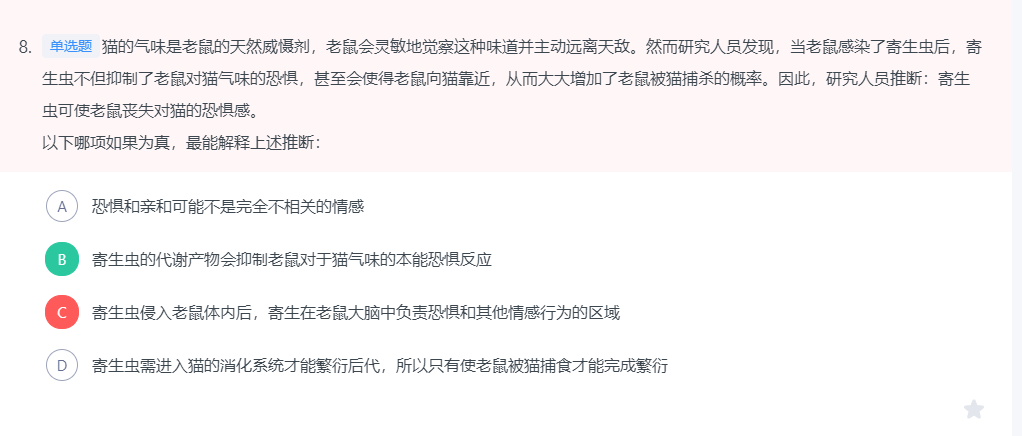 8. 单选题 猫的气味是老鼠的天然威慑剂，老鼠会灵敏地觉察这种味道并主动远离天敌。然而研究人员发现，当老鼠感染了寄生虫后，寄
生虫不但抑制了老鼠对猫气味的恐惧，甚至会使得老鼠向猫靠近，从而大大增加了老鼠被猫捕杀的概率。因此，研究人员推断：寄生
虫可使老鼠丧失对猫的恐惧感。
以下哪项如果为真，最能解释上述推断：
A 恐惧和亲和可能不是完全不相关的情感
B 寄生虫的代谢产物会抑制老鼠对于猫气味的本能恐惧反应
C 寄生虫侵入老鼠体内后，寄生在老鼠大脑中负责恐惧和其他情感行为的区域
D 寄生虫需进入猫的消化系统才能繁衍后代，所以只有使老鼠被猫捕食才能完成繁衍